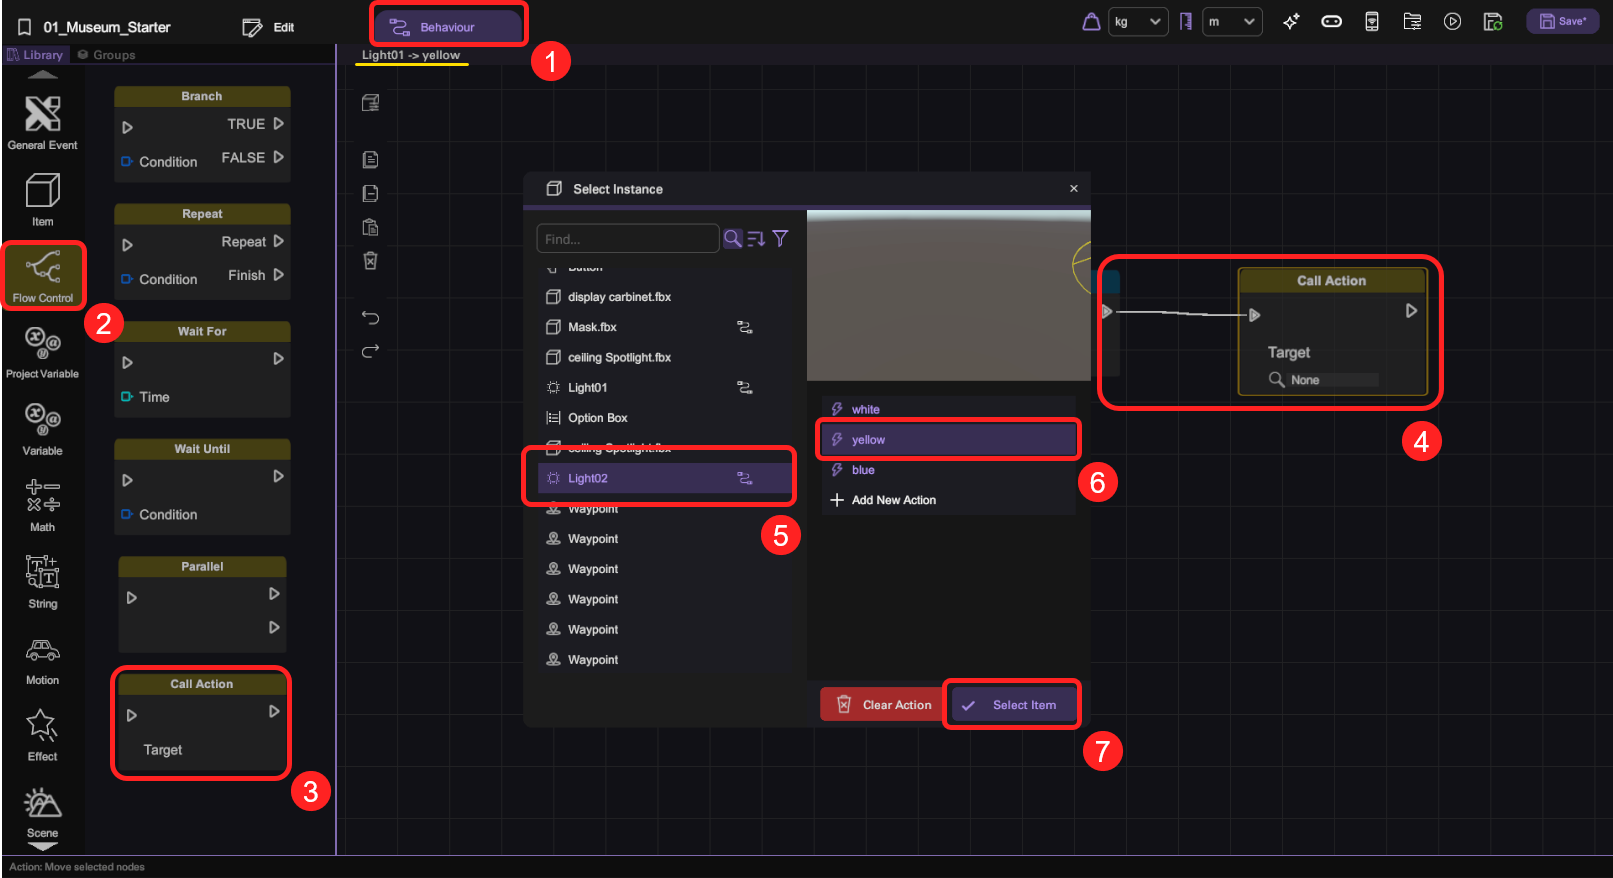 01_Museum_Starter
Edit
Behaviour
kg
m
Save*
Library
Groups
Light01 -> yellow
1
General Event
Item
Flow Control
2
Project Variable
Variable
Math
String
Motion
Effect
Scene
Branch
TRUE
Condition
FALSE
Repeat
Repeat
Condition
Finish
Wait For
Time
Wait Until
Condition
Parallel
Call Action
Target
3
Select Instance
×
Find...
Button
display carbinet.fbx
Mask.fbx
ceiling Spotlight.fbx
Light01
Option Box
ceiling Spotlight.fbx
Light02
Waypoint
Waypoint
Waypoint
Waypoint
Waypoint
Waypoint
5
white
yellow
blue
Add New Action
6
Clear Action
Select Item
7
Call Action
Target
None
4
Action: Move selected nodes